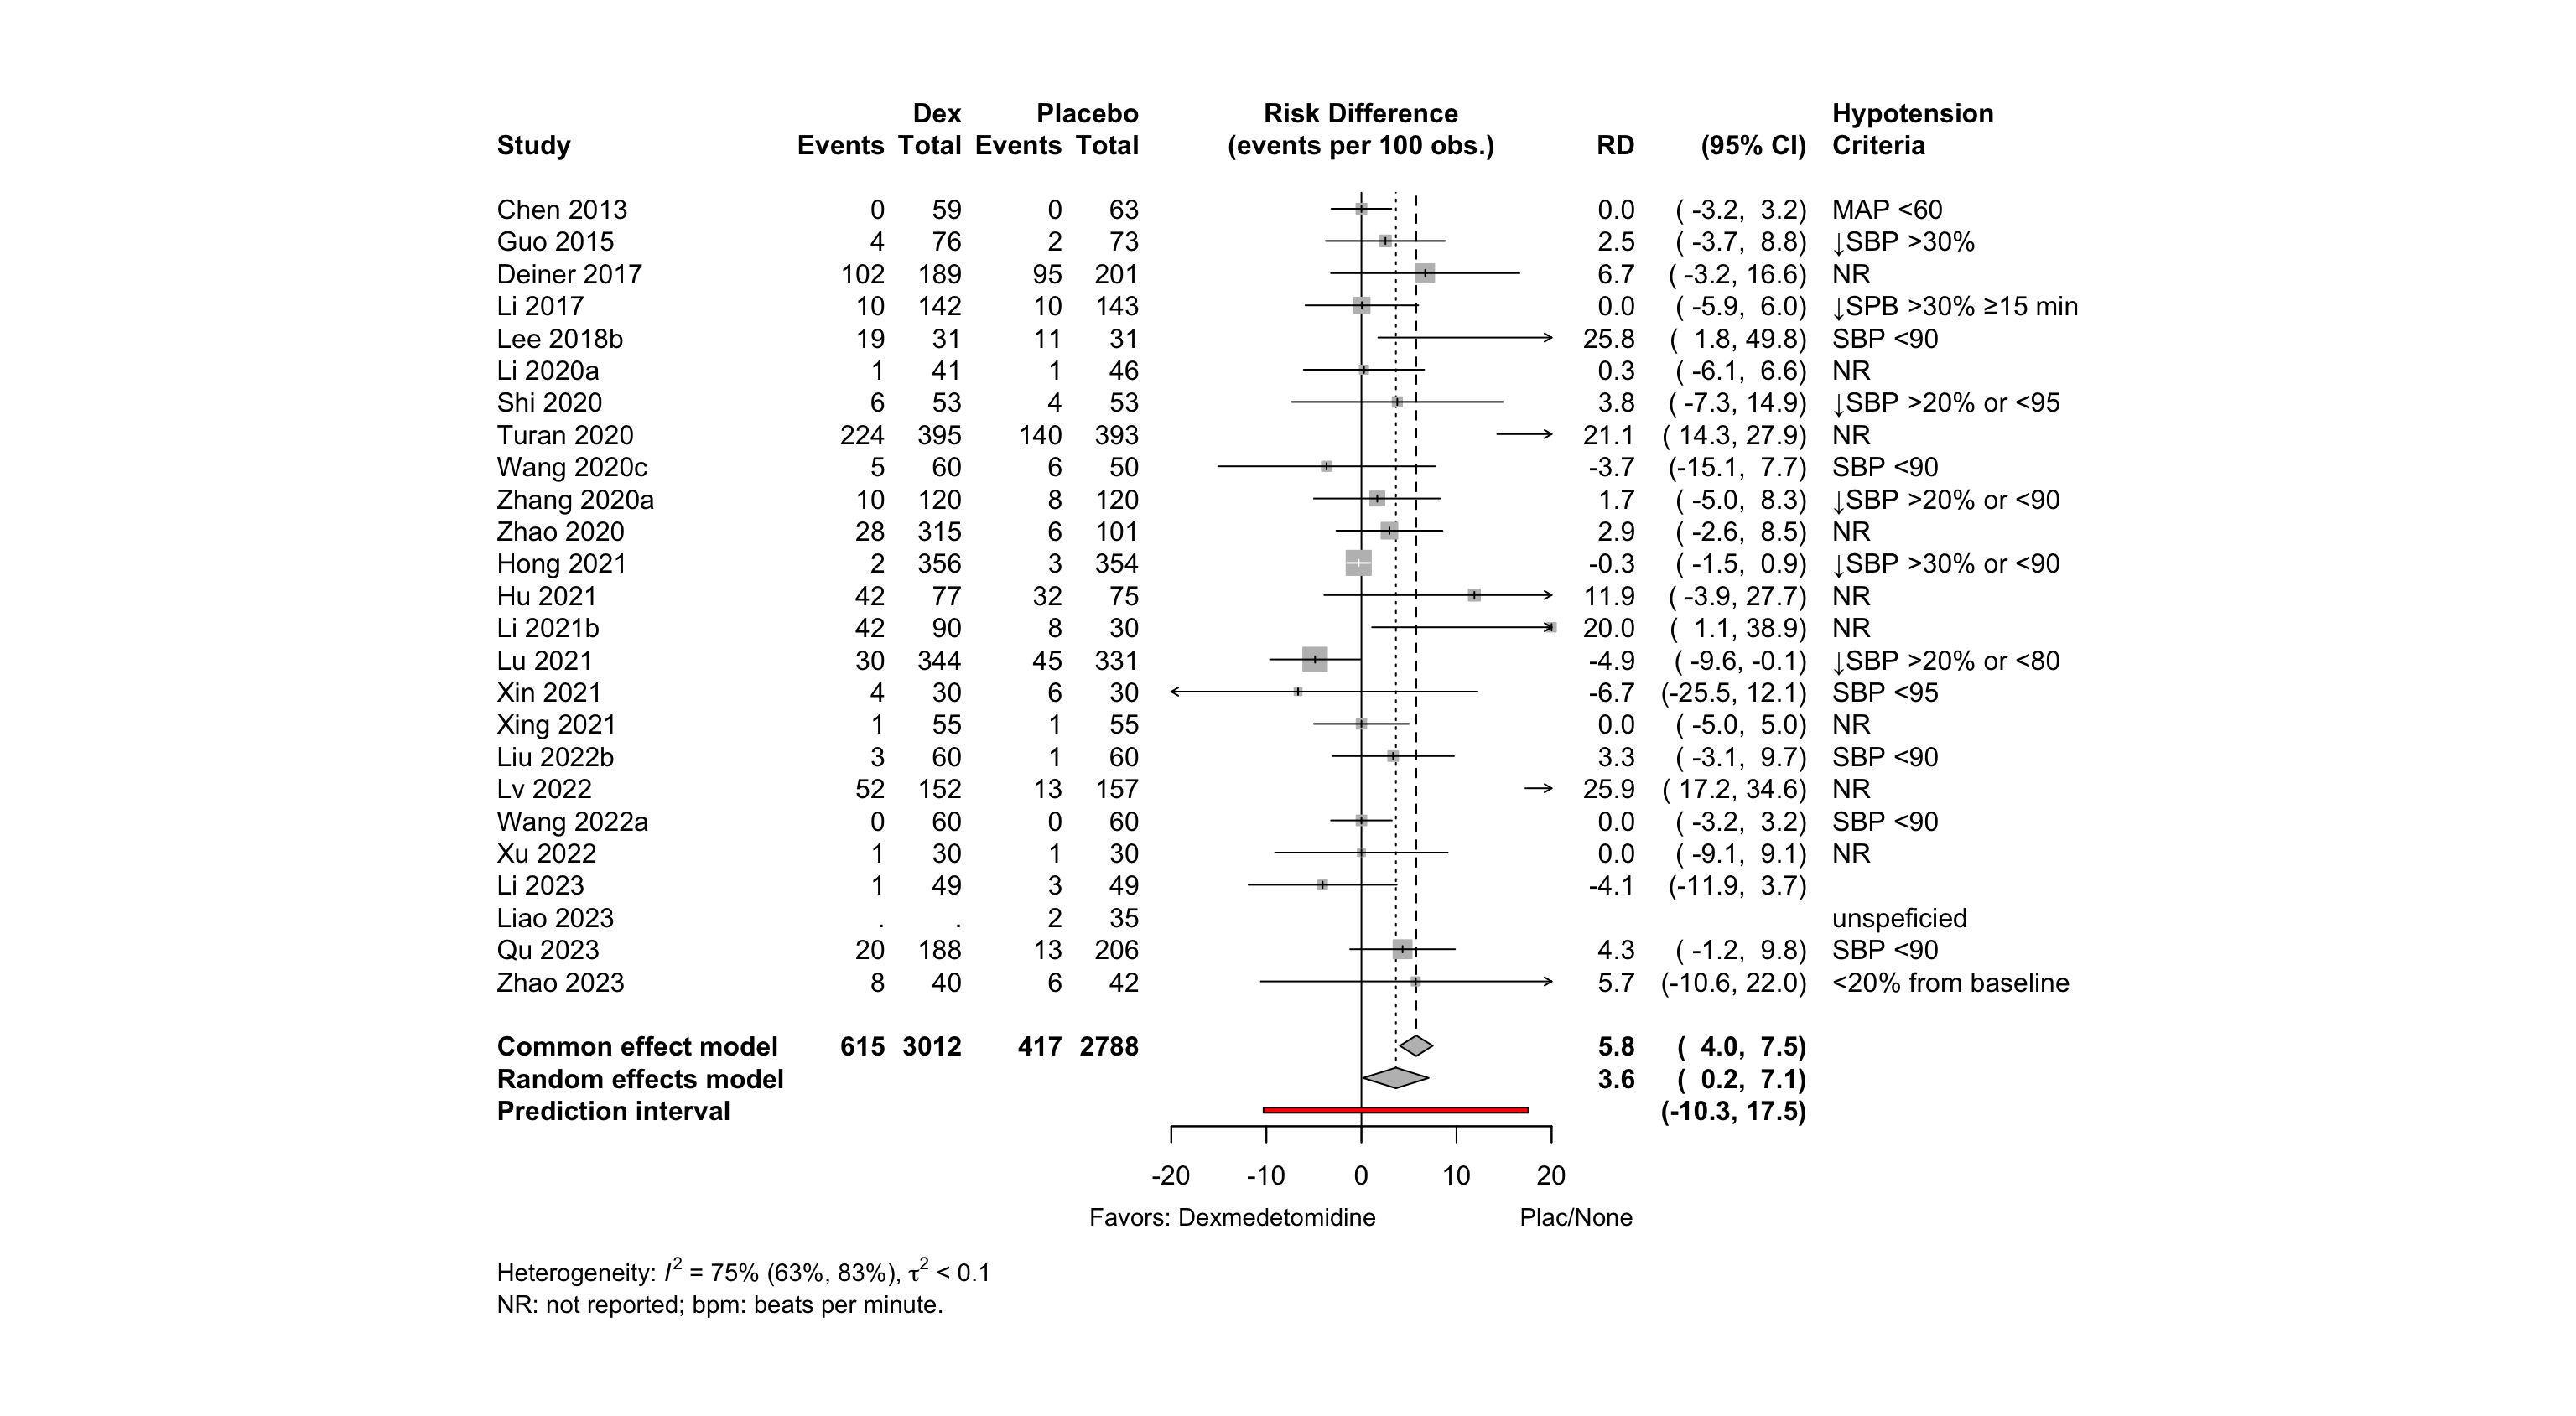 Dex Placebo Risk Difference Hypotension
Study Events Total Events Total (events per 100 obs.) RD (95% CI) Criteria
Chen 2013 0 59 0 63 0.0 ( -3.2, 3.2) MAP <60
Guo 2015 4 76 2 73 2.5 ( -3.7, 8.8) ↓SBP >30%
Deiner 2017 102 189 95 201 6.7 ( -3.2, 16.6) NR
Li 2017 10 142 10 143 0.0 ( -5.9, 6.0) ↓SPB >30% ≥15 min
Lee 2018b 19 31 11 31 25.8 ( 1.8, 49.8) SBP <90
Li 2020a 1 41 1 46 0.3 ( -6.1, 6.6) NR
Shi 2020 6 53 4 53 3.8 ( -7.3, 14.9) ↓SBP >20% or <95
Turan 2020 224 395 140 393 21.1 ( 14.3, 27.9) NR
Wang 2020c 5 60 6 50 -3.7 (-15.1, 7.7) SBP <90
Zhang 2020a 10 120 8 120 1.7 ( -5.0, 8.3) ↓SBP >20% or <90
Zhao 2020 28 315 6 101 2.9 ( -2.6, 8.5) NR
Hong 2021 2 356 3 354 -0.3 ( -1.5, 0.9) ↓SBP >30% or <90
Hu 2021 42 77 32 75 11.9 ( -3.9, 27.7) NR
Li 2021b 42 90 8 30 20.0 ( 1.1, 38.9) NR
Lu 2021 30 344 45 331 -4.9 ( -9.6, -0.1) ↓SBP >20% or <80
Xin 2021 4 30 6 30 -6.7 (-25.5, 12.1) SBP <95
Xing 2021 1 55 1 55 0.0 ( -5.0, 5.0) NR
Liu 2022b 3 60 1 60 3.3 ( -3.1, 9.7) SBP <90
Lv 2022 52 152 13 157 25.9 ( 17.2, 34.6) NR
Wang 2022a 0 60 0 60 0.0 ( -3.2, 3.2) SBP <90
Xu 2022 1 30 1 30 0.0 ( -9.1, 9.1) NR
Li 2023 1 49 3 49 -4.1 (-11.9, 3.7)
Liao 2023 . . 2 35 unspeficied
Qu 2023 20 188 13 206 4.3 ( -1.2, 9.8) SBP <90
Zhao 2023 8 40 6 42 5.7 (-10.6, 22.0) <20% from baseline
Common effect model 615 3012 417 2788 5.8 ( 4.0, 7.5)
Random effects model 3.6 ( 0.2, 7.1)
Prediction interval (-10.3, 17.5)
-20 -10 0 10 20
Favors: Dexmedetomidine Plac/None
Heterogeneity: I² = 75% (63%, 83%), τ² < 0.1
NR: not reported; bpm: beats per minute.